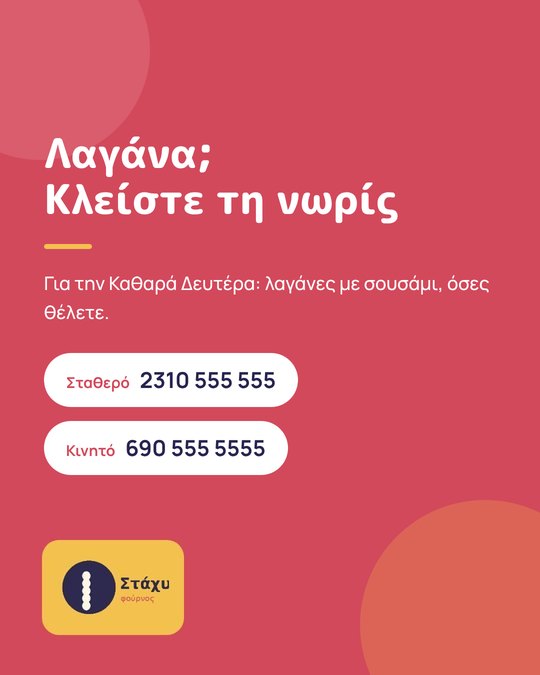 Λαγάνα;
Κλείστε τη νωρίς
Για την Καθαρά Δευτέρα: λαγάνες με σουσάμι, όσες
θέλετε.
Σταθερό 2310 555 555
Κινητό 690 555 5555
Στάχυ
φούρνος